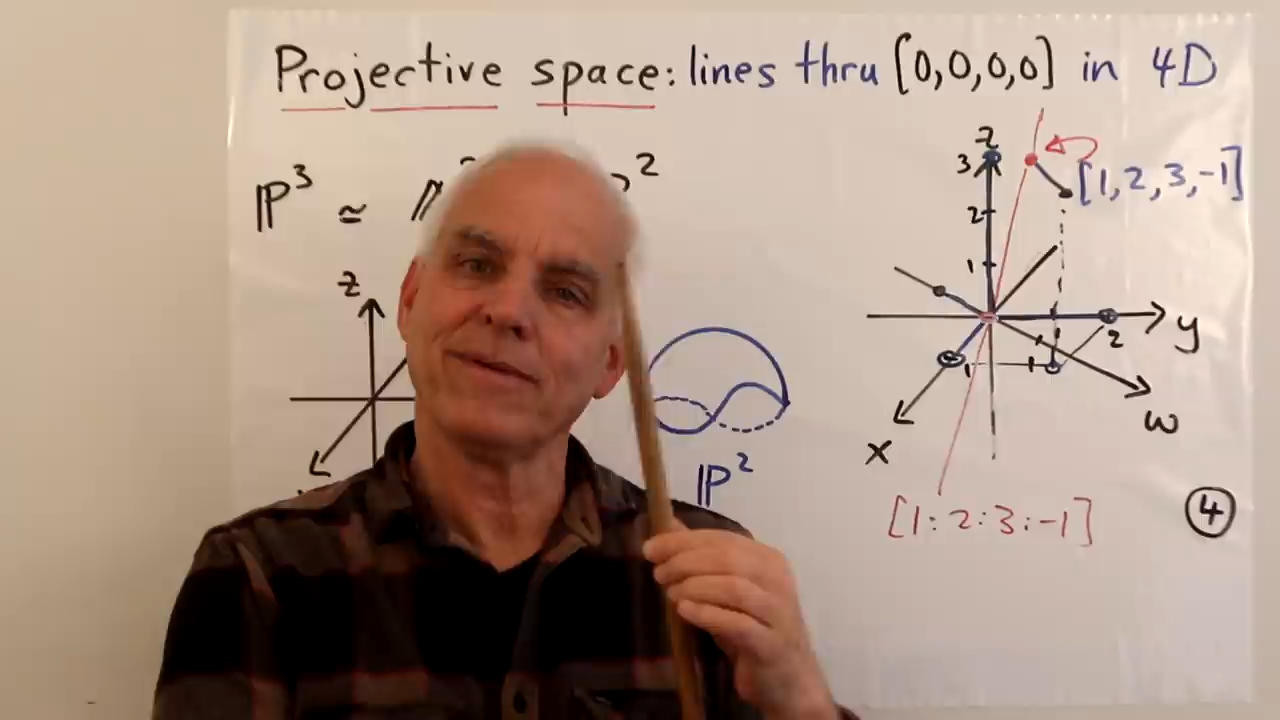 Projective space: lines thru [0,0,0,0] in 4D
ℙ³ ≃ 2
z
3
2
1
[1,2,3,-1]
z
y
2
1
w
x
ℙ²
[1:2:3:-1]
4